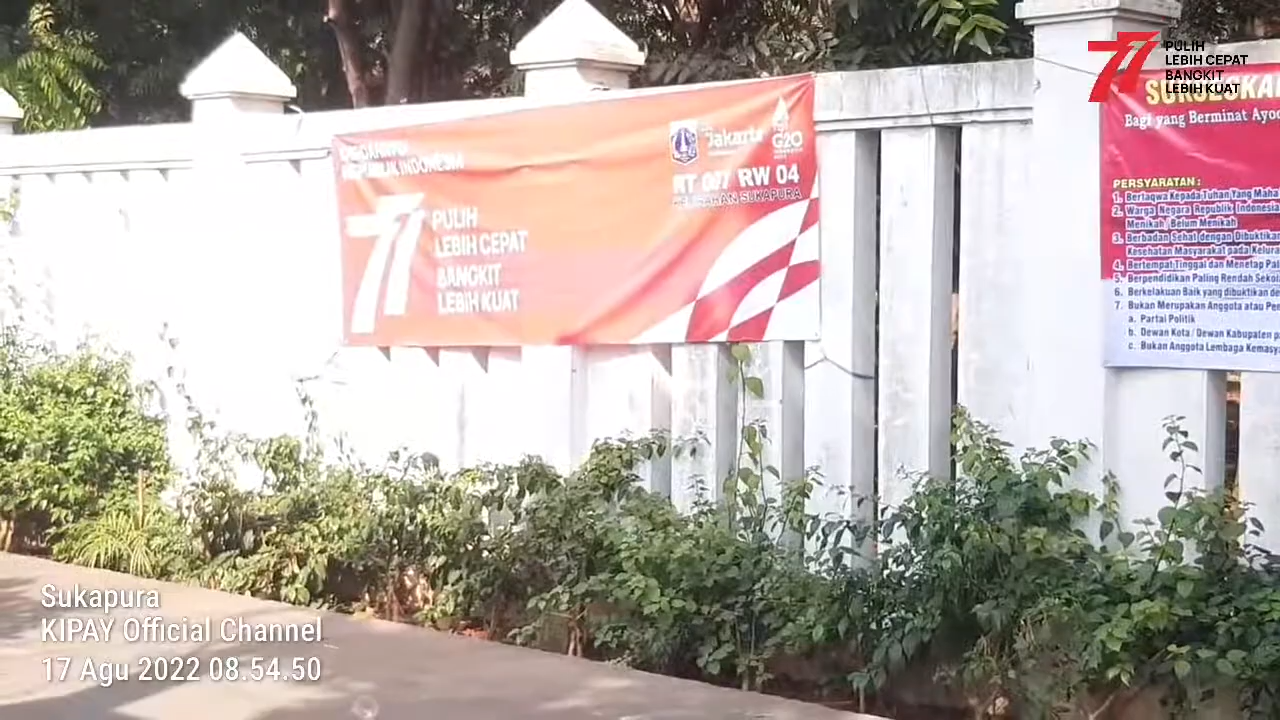 DIRGAHAYU
REPUBLIK INDONESIA
77
PULIH
LEBIH CEPAT
BANGKIT
LEBIH KUAT
Jakarta
G20
RT 007 RW 04
KELURAHAN SUKAPURA
77
PULIH
LEBIH CEPAT
BANGKIT
LEBIH KUAT
Bagi yang Berminat
PERSYARATAN :
1. Bertaqwa Kepada Tuhan Yang Maha
2. Warga Negara Republik Indonesia
Menikah / Belum Menikah
3. Berbadan Sehat dengan Dibuktikan
Kesehatan Masyarakat pada
4. Bertempat Tinggal dan Menetap
5. Berpendidikan Paling Rendah
6. Berkelakuan Baik yang dibuktikan
7. Bukan Merupakan Anggota atau
a. Partai Politik
b. Dewan Kota / Dewan Kabupaten
c. Bukan Anggota Lembaga
Sukapura
KIPAY Official Channel
17 Agu 2022 08.54.50